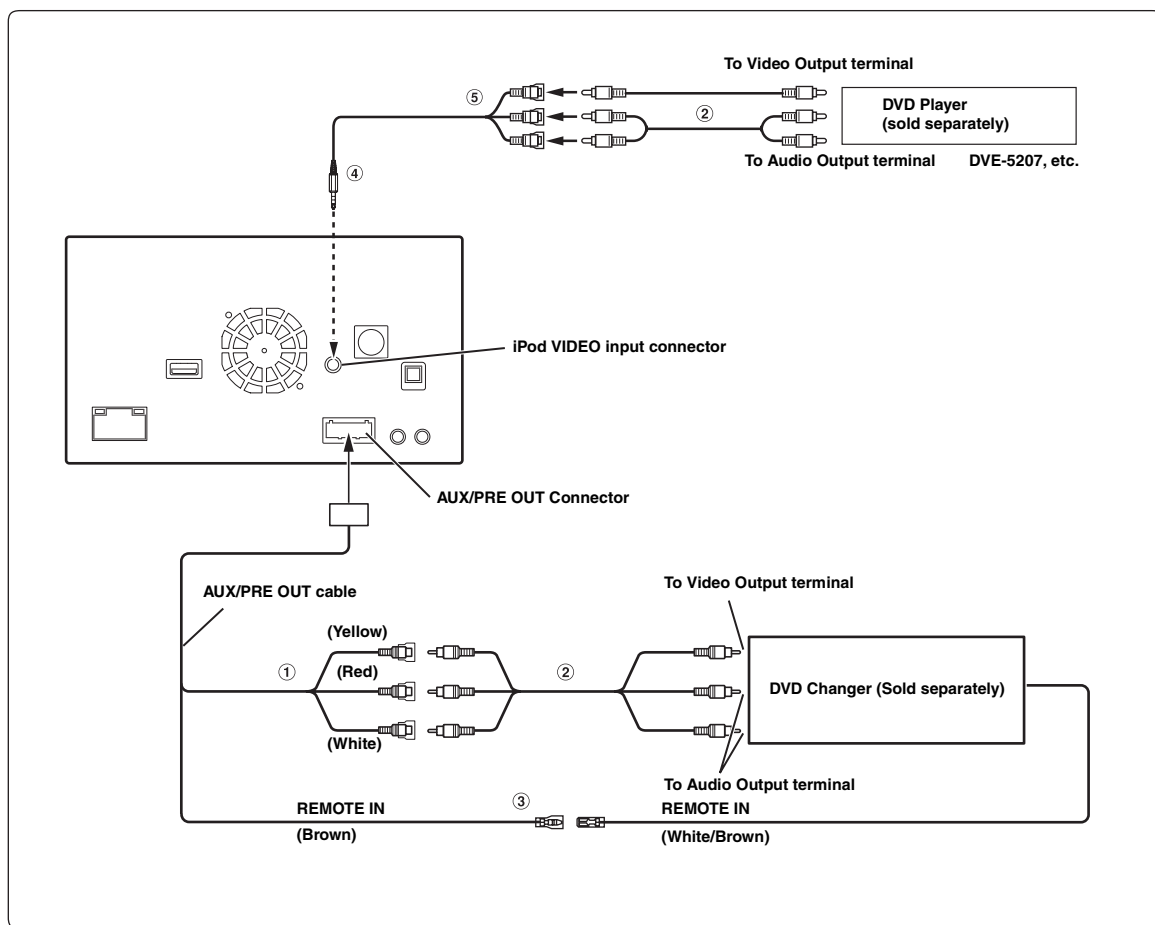 To Video Output terminal
⑤
②
DVD Player
(sold separately)
To Audio Output terminal
DVE-5207, etc.
④
iPod VIDEO input connector
AUX/PRE OUT Connector
AUX/PRE OUT cable
To Video Output terminal
(Yellow)
①
(Red)
②
DVD Changer (Sold separately)
(White)
To Audio Output terminal
③
REMOTE IN
REMOTE IN
(Brown)
(White/Brown)